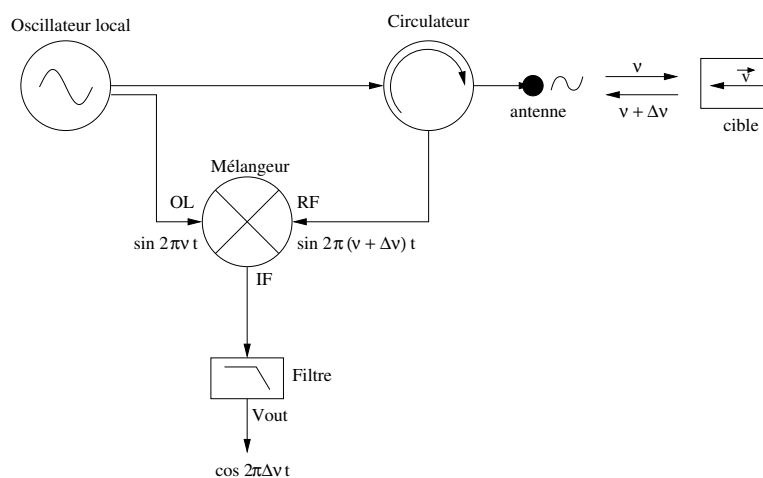 Oscillateur local
Circulateur
ν
v
ν + Δν
antenne
cible
Mélangeur
OL
RF
sin 2πν t
sin 2π (ν + Δν) t
IF
Filtre
Vout
cos 2πΔν t